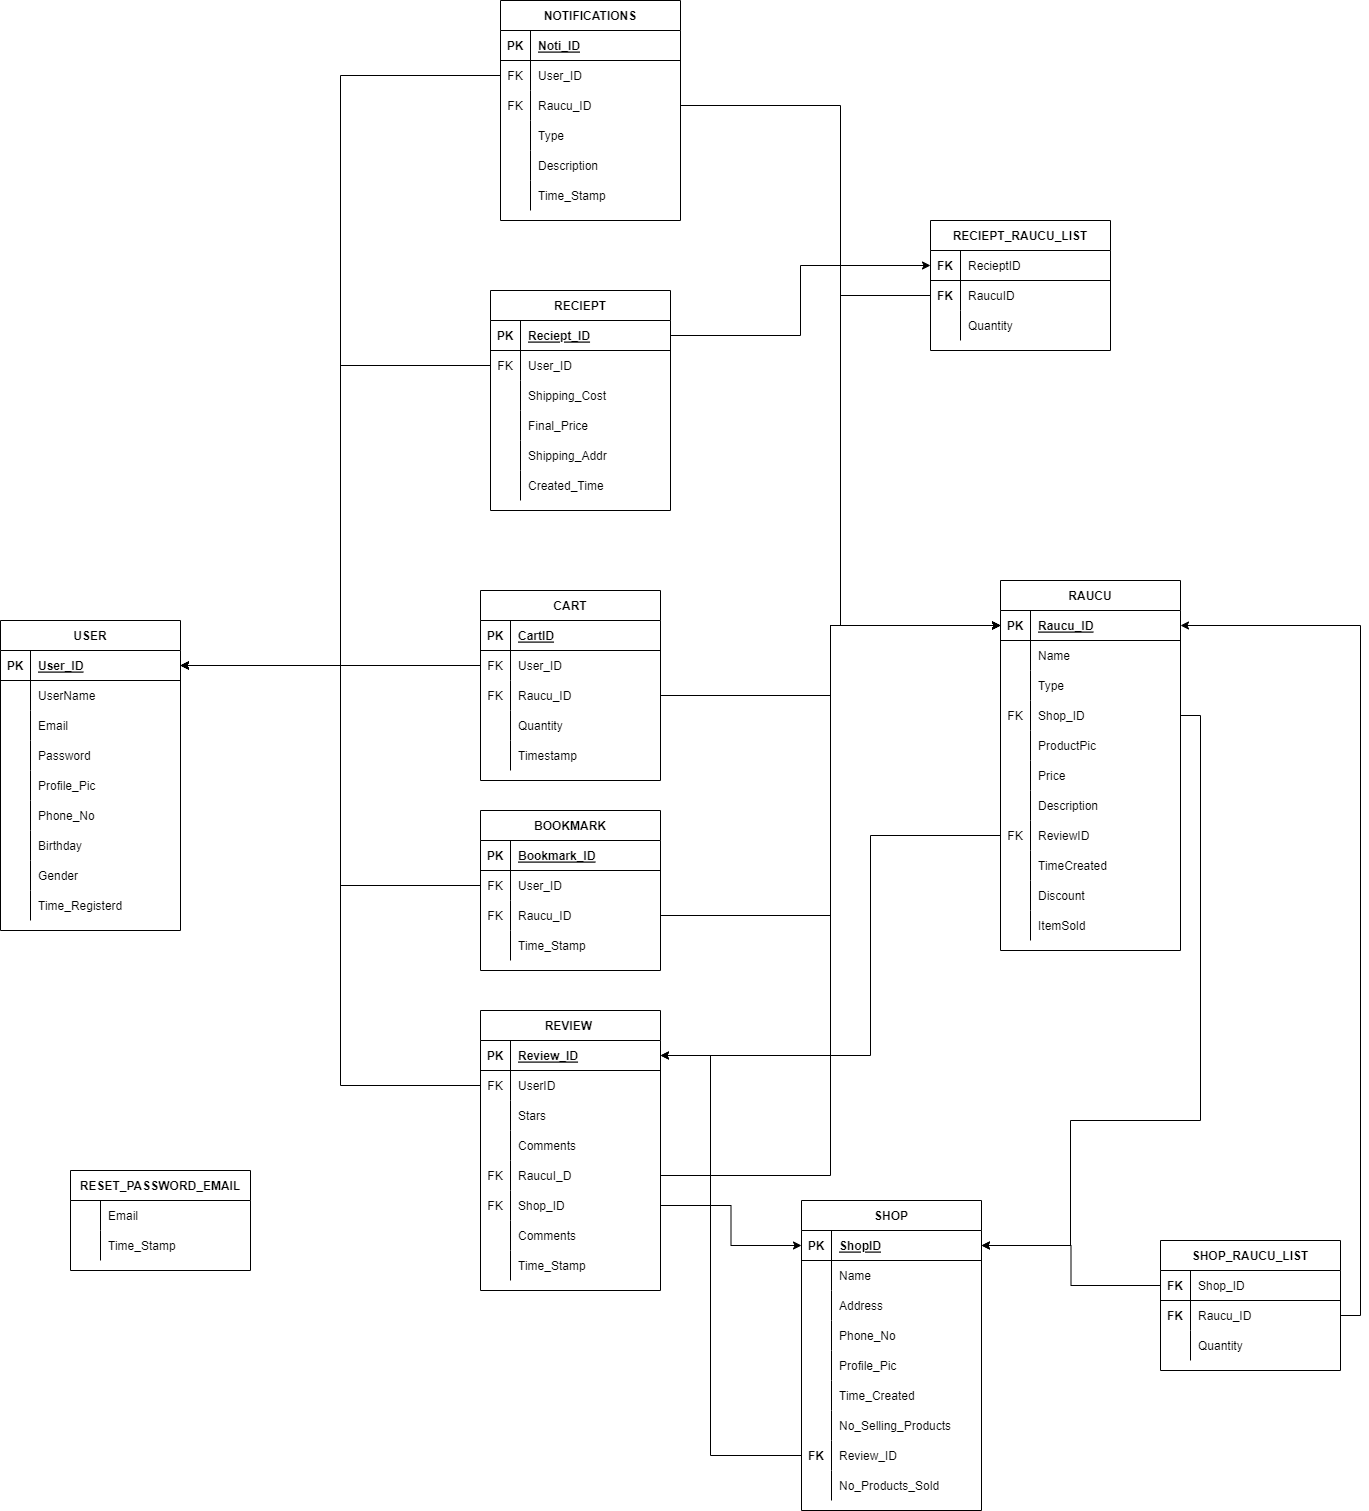 NOTIFICATIONS
PK Noti_ID
FK User_ID
FK Raucu_ID
Type
Description
Time_Stamp
RECIEPT_RAUCU_LIST
FK RecieptID
FK RaucuID
Quantity
RECIEPT
PK Reciept_ID
FK User_ID
Shipping_Cost
Final_Price
Shipping_Addr
Created_Time
CART
PK CartID
FK User_ID
FK Raucu_ID
Quantity
Timestamp
RAUCU
PK Raucu_ID
Name
Type
FK Shop_ID
ProductPic
Price
Description
FK ReviewID
TimeCreated
Discount
ItemSold
USER
PK User_ID
UserName
Email
Password
Profile_Pic
Phone_No
Birthday
Gender
Time_Registerd
BOOKMARK
PK Bookmark_ID
FK User_ID
FK Raucu_ID
Time_Stamp
REVIEW
PK Review_ID
FK UserID
Stars
Comments
FK RaucuI_D
FK Shop_ID
Comments
Time_Stamp
RESET_PASSWORD_EMAIL
Email
Time_Stamp
SHOP
PK ShopID
Name
Address
Phone_No
Profile_Pic
Time_Created
No_Selling_Products
FK Review_ID
No_Products_Sold
SHOP_RAUCU_LIST
FK Shop_ID
FK Raucu_ID
Quantity